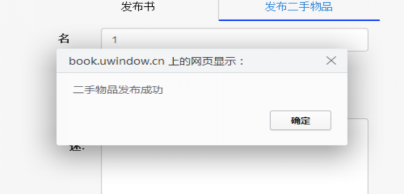 发布书 发布二手物品
名 1
book.uwindow.cn 上的网页显示：
二手物品发布成功
确定